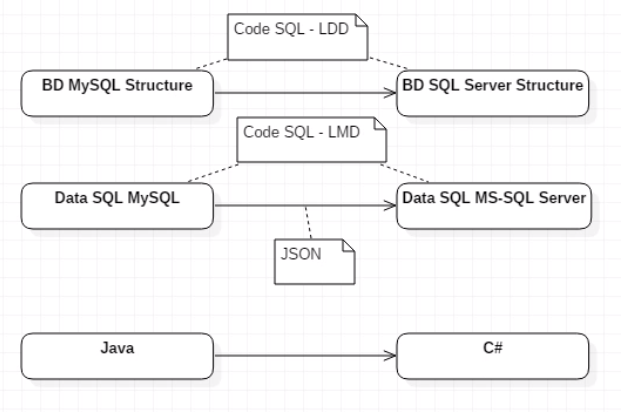 Code SQL - LDD
BD MySQL Structure
BD SQL Server Structure
Code SQL - LMD
Data SQL MySQL
Data SQL MS-SQL Server
JSON
Java
C#